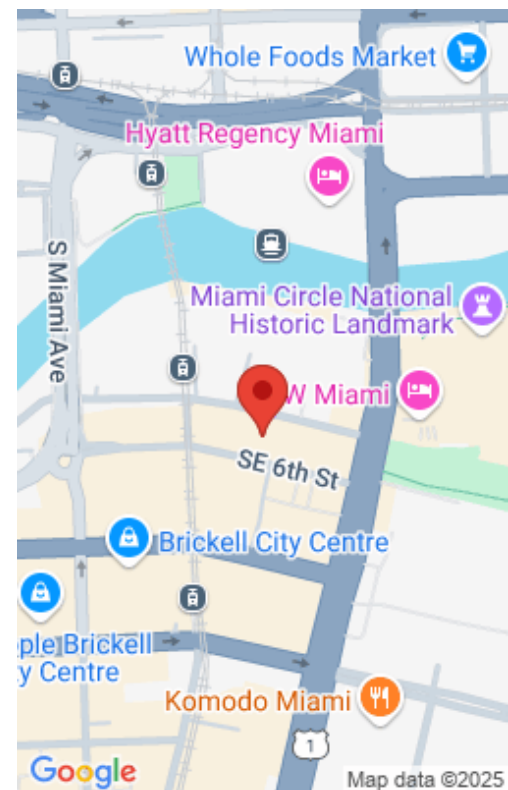 Whole Foods Market
Hyatt Regency Miami
S Miami Ave
Miami Circle National
Historic Landmark
W Miami
SE 6th St
Brickell City Centre
ple Brickell
y Centre
Komodo Miami
1
Google
Map data ©2025